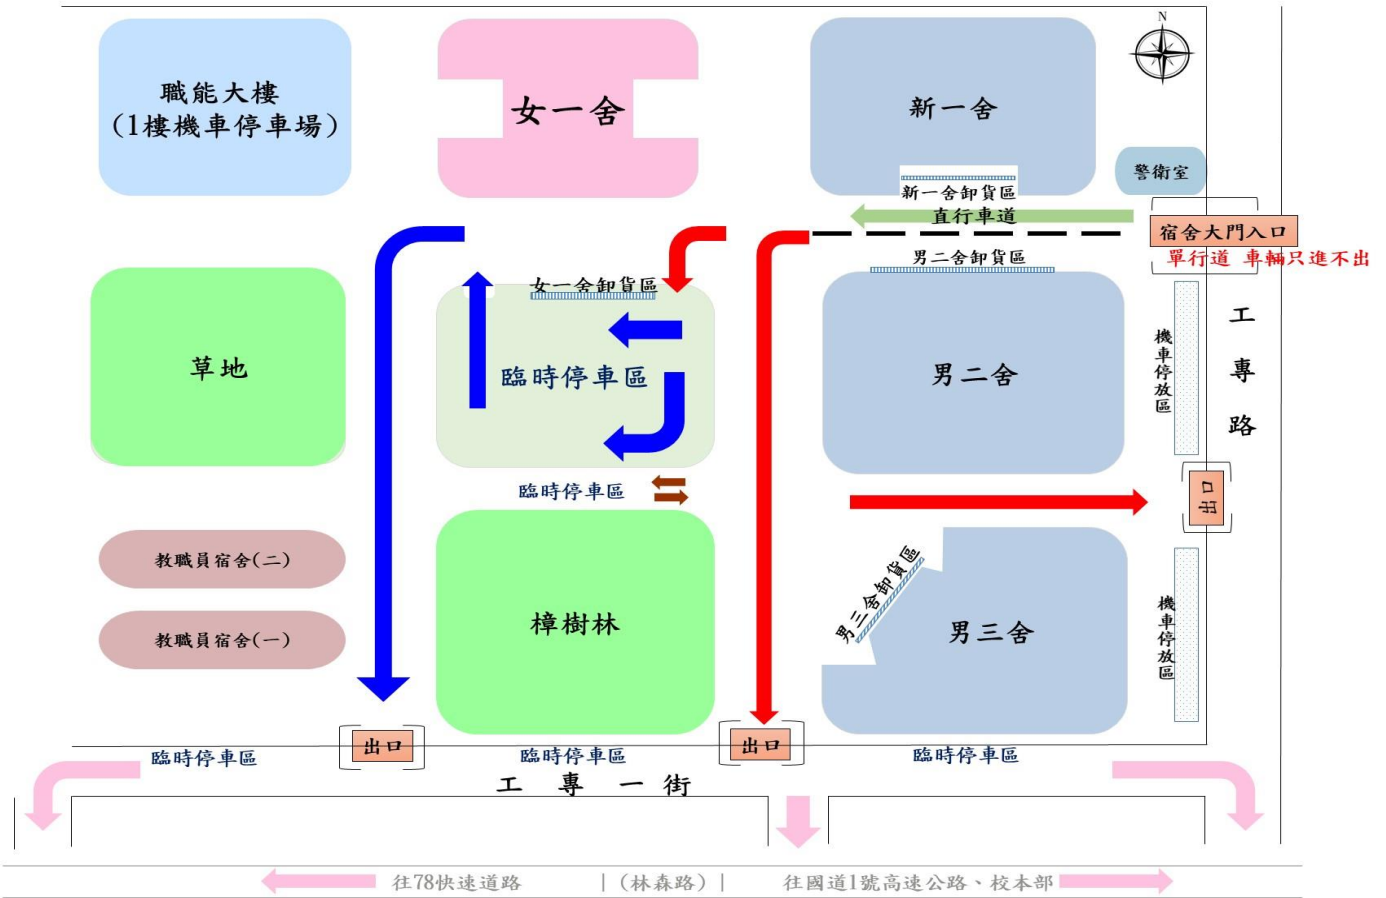 N
職能大樓
(1樓機車停車場)
女一舍
新一舍
警衛室
新一舍卸貨區
直行車道
宿舍大門入口
單行道 車輛只進不出
男二舍卸貨區
女一舍卸貨區
草地
臨時停車區
男二舍
機車停放區
工專路
臨時停車區
出口
教職員宿舍(二)
教職員宿舍(一)
樟樹林
男三舍卸貨區
男三舍
機車停放區
出口
出口
臨時停車區
臨時停車區
臨時停車區
工專一街
往78快速道路
|(林森路)|
往國道1號高速公路、校本部